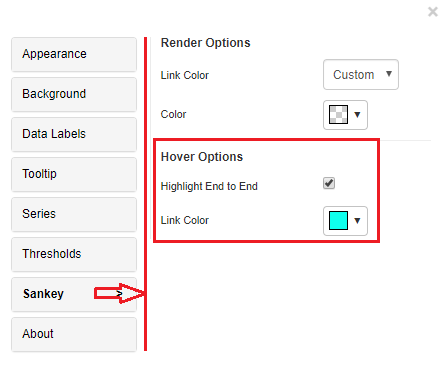 Appearance
Background
Data Labels
Tooltip
Series
Thresholds
Sankey >
About
Render Options
Link Color Custom
Color
Hover Options
Highlight End to End
Link Color